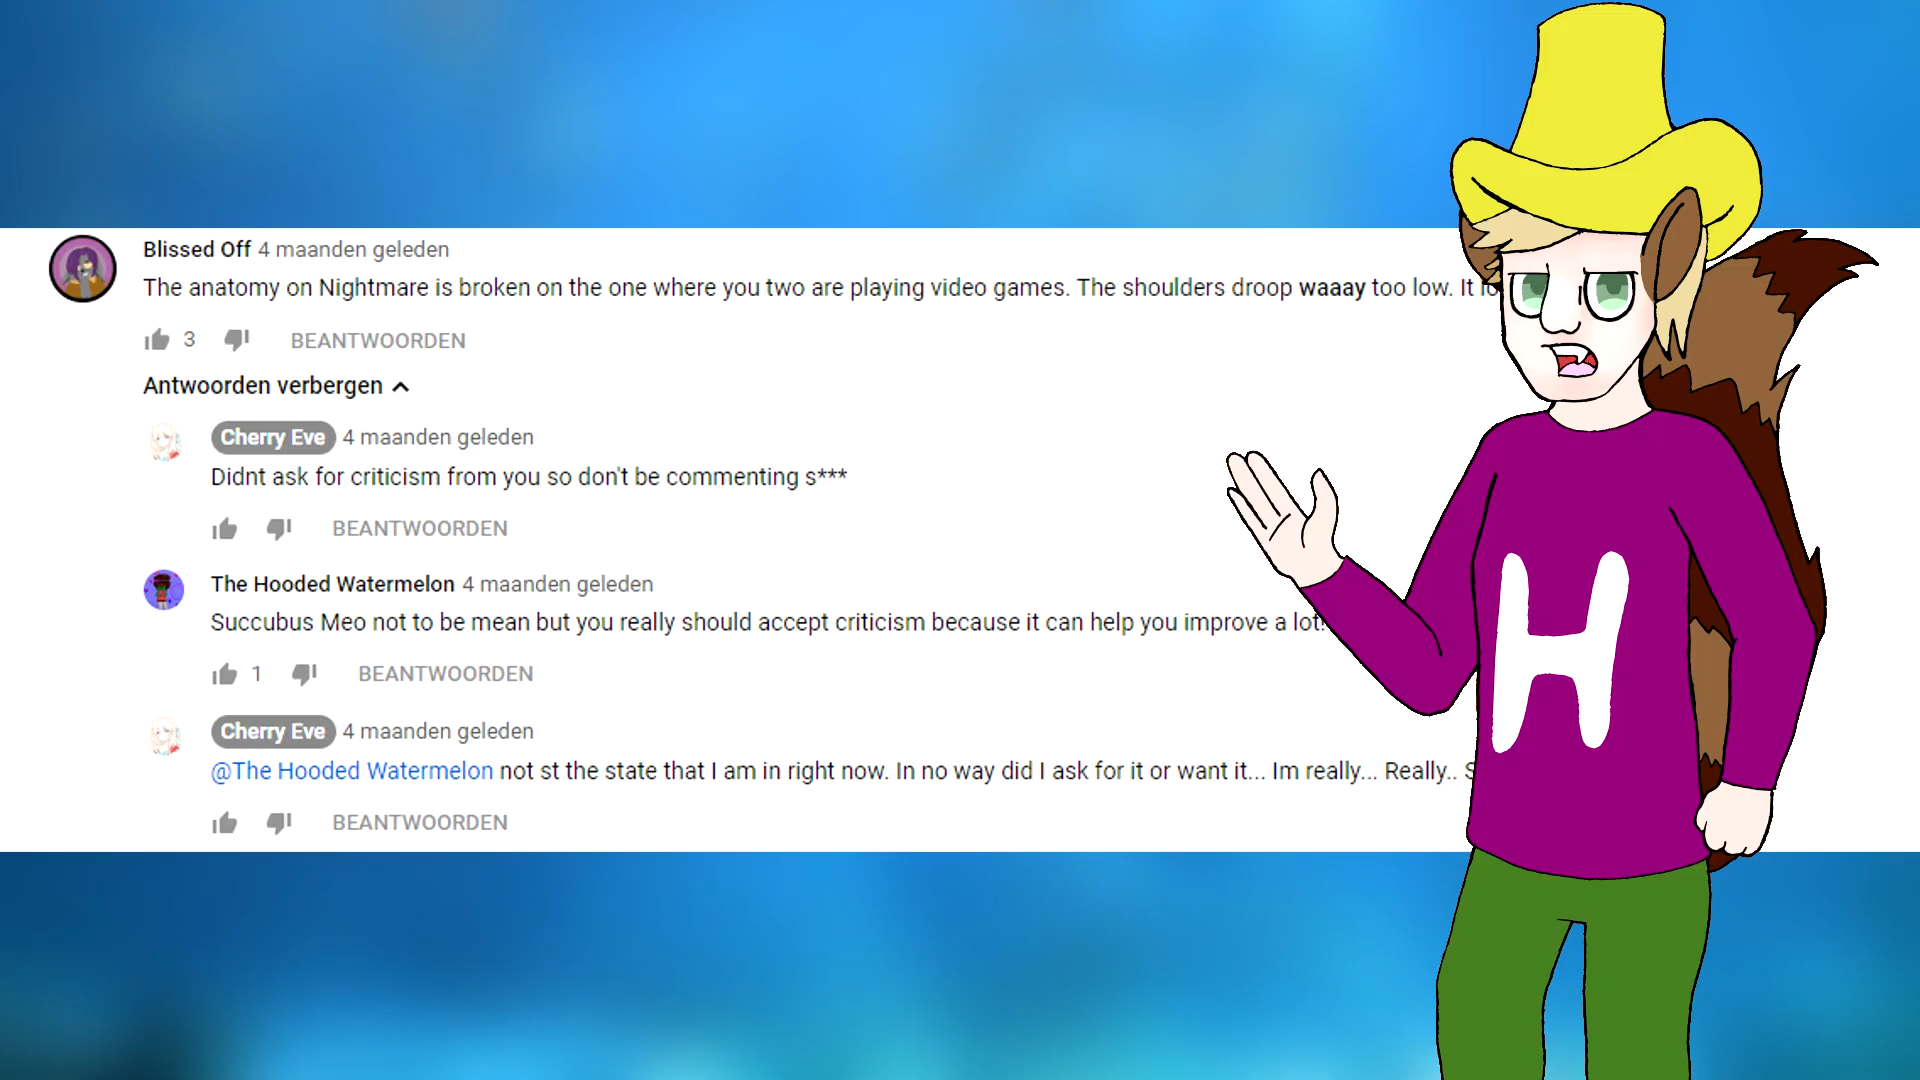 Blissed Off 4 maanden geleden
The anatomy on Nightmare is broken on the one where you two are playing video games. The shoulders droop waaay too low. It
3
BEANTWOORDEN
Antwoorden verbergen
Cherry Eve 4 maanden geleden
Didnt ask for criticism from you so don't be commenting s***
BEANTWOORDEN
The Hooded Watermelon 4 maanden geleden
Succubus Meo not to be mean but you really should accept criticism because it can help you improve a lot!
1
BEANTWOORDEN
Cherry Eve 4 maanden geleden
@The Hooded Watermelon not st the state that I am in right now. In no way did I ask for it or want it... Im really... Really..
BEANTWOORDEN
H